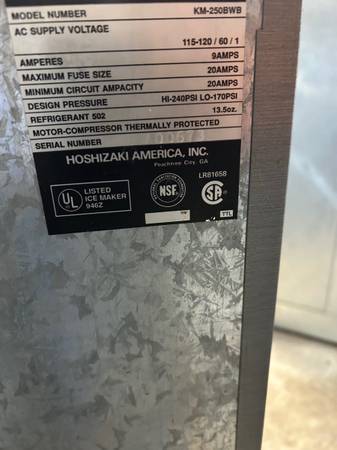 MODEL NUMBER KM-250BWB
AC SUPPLY VOLTAGE
115-120 / 60 / 1
AMPERES 9AMPS
MAXIMUM FUSE SIZE 20AMPS
MINIMUM CIRCUIT AMPACITY 20AMPS
DESIGN PRESSURE HI-240PSI LO-170PSI
REFRIGERANT 502 13.5oz.
MOTOR-COMPRESSOR THERMALLY PROTECTED
SERIAL NUMBER
HOSHIZAKI AMERICA, INC.
Peachtree City, GA
UL LISTED
ICE MAKER
946Z
NSF
LR81658
SA
TTL